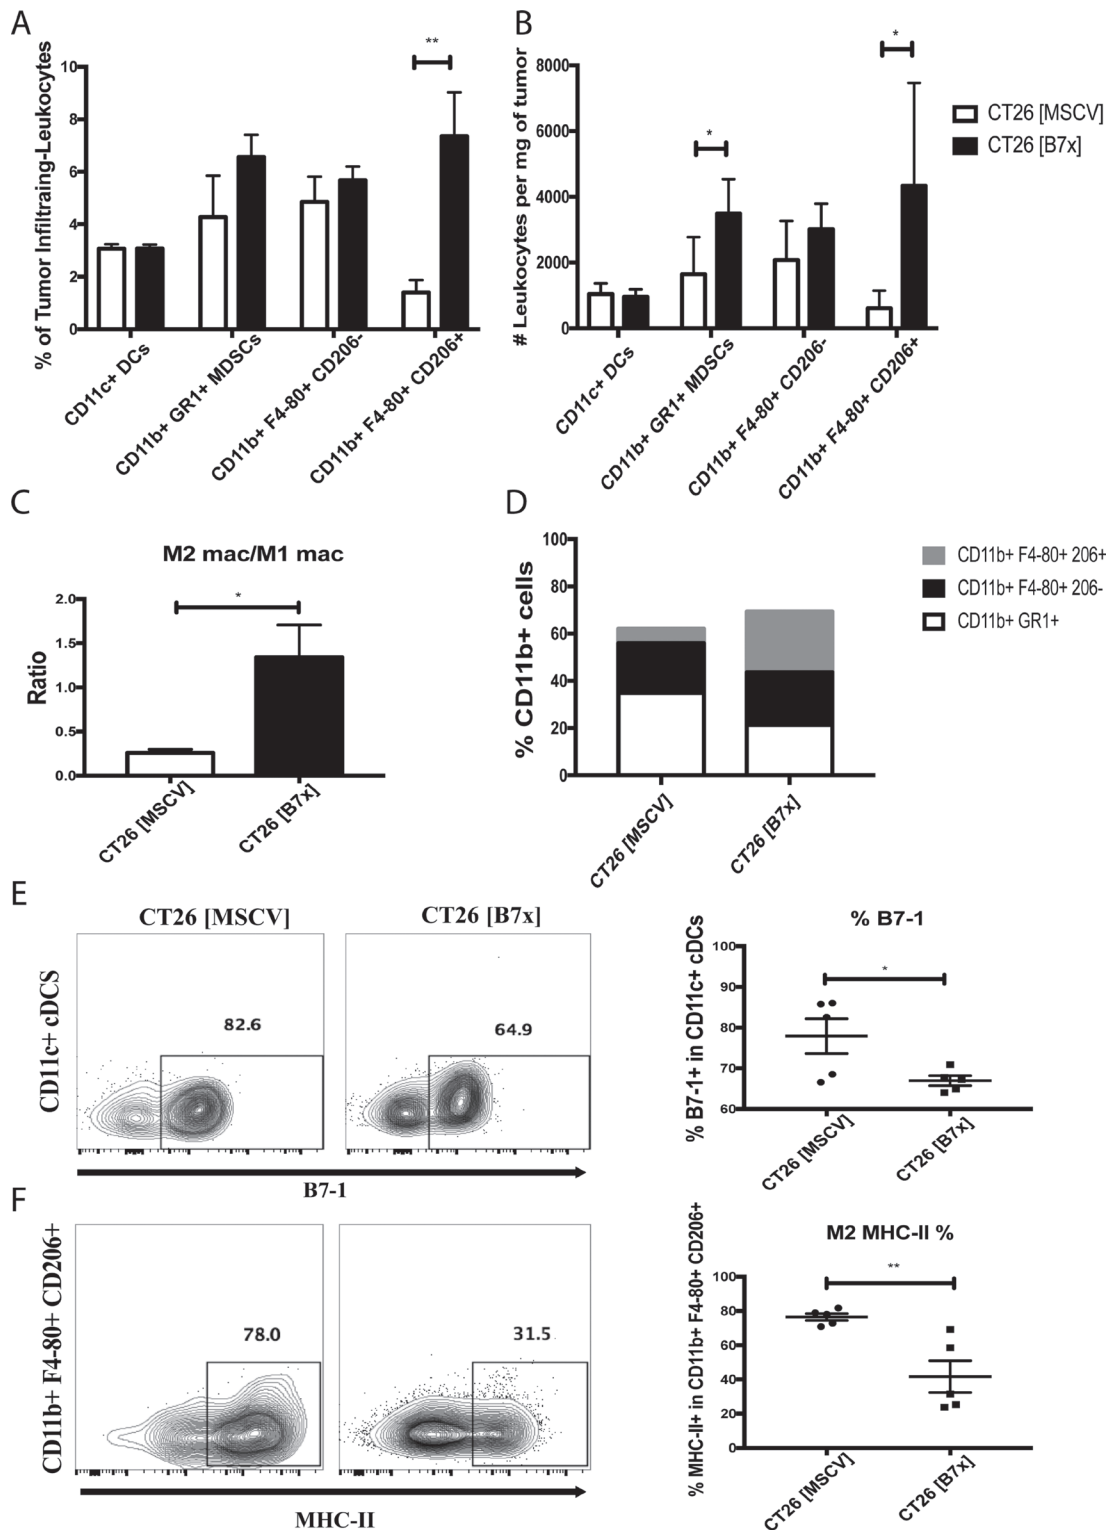 A
% of Tumor Infiltraing-Leukocytes
10
8
6
4
2
0
**
CD11c+ DCs
CD11b+ GR1+ MDSCs
CD11b+ F4-80+ CD206-
CD11b+ F4-80+ CD206+
B
# Leukocytes per mg of tumor
8000
6000
4000
2000
0
*
*
CD11c+ DCs
CD11b+ GR1+ MDSCs
CD11b+ F4-80+ CD206-
CD11b+ F4-80+ CD206+
CT26 [MSCV]
CT26 [B7x]
C
M2 mac/M1 mac
Ratio
2.0
1.5
1.0
0.5
0.0
*
CT26 [MSCV]
CT26 [B7x]
D
% CD11b+ cells
100
80
60
40
20
0
CT26 [MSCV]
CT26 [B7x]
CD11b+ F4-80+ 206+
CD11b+ F4-80+ 206-
CD11b+ GR1+
E
CT26 [MSCV]
CT26 [B7x]
CD11c+ cDCS
82.6
64.9
B7-1
% B7-1
% B7-1+ in CD11c+ cDCs
100
90
80
70
60
*
CT26 [MSCV]
CT26 [B7x]
F
CD11b+ F4-80+ CD206+
78.0
31.5
MHC-II
M2 MHC-II %
% MHC-II+ in CD11b+ F4-80+ CD206+
100
80
60
40
20
0
**
CT26 [MSCV]
CT26 [B7x]